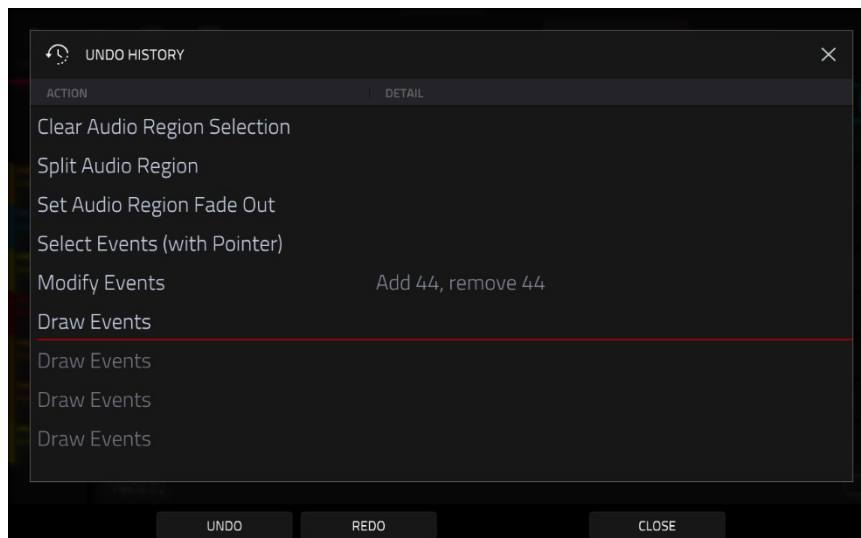 UNDO HISTORY
ACTION DETAIL
Clear Audio Region Selection
Split Audio Region
Set Audio Region Fade Out
Select Events (with Pointer)
Modify Events Add 44, remove 44
Draw Events
Draw Events
Draw Events
Draw Events
UNDO REDO CLOSE